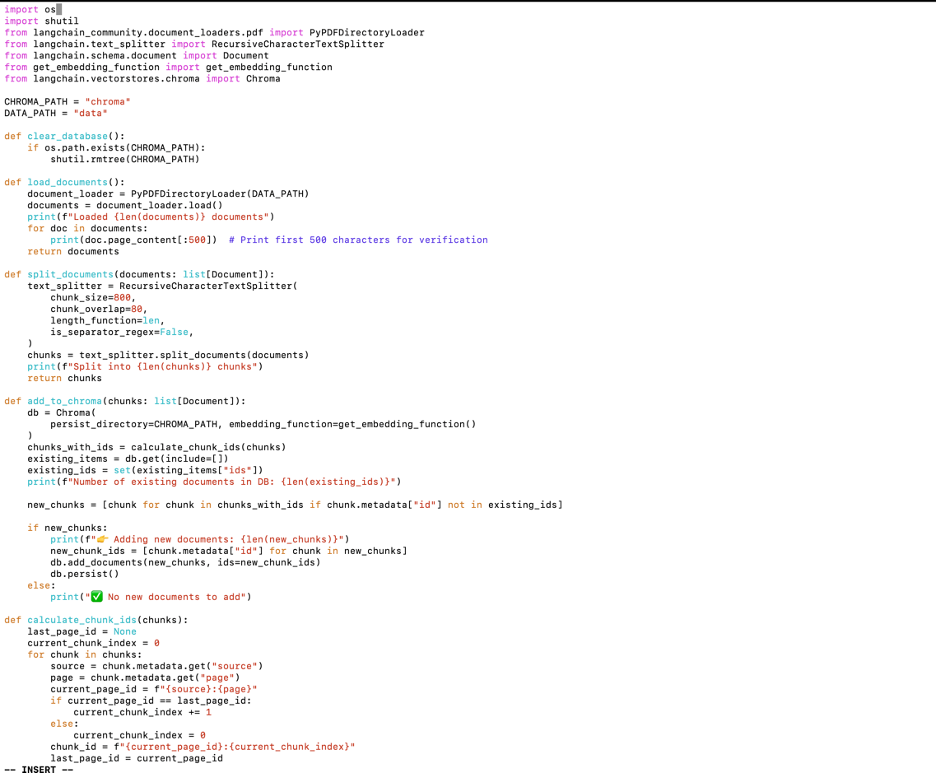 import os
import shutil
from langchain_community.document_loaders.pdf import PyPDFDirectoryLoader
from langchain.text_splitter import RecursiveCharacterTextSplitter
from langchain.schema.document import Document
from get_embedding_function import get_embedding_function
from langchain.vectorstores.chroma import Chroma

CHROMA_PATH = "chroma"
DATA_PATH = "data"

def clear_database():
    if os.path.exists(CHROMA_PATH):
        shutil.rmtree(CHROMA_PATH)

def load_documents():
    document_loader = PyPDFDirectoryLoader(DATA_PATH)
    documents = document_loader.load()
    print(f"Loaded {len(documents)} documents")
    for doc in documents:
        print(doc.page_content[:500])  # Print first 500 characters for verification
    return documents

def split_documents(documents: list[Document]):
    text_splitter = RecursiveCharacterTextSplitter(
        chunk_size=800,
        chunk_overlap=80,
        length_function=len,
        is_separator_regex=False,
    )
    chunks = text_splitter.split_documents(documents)
    print(f"Split into {len(chunks)} chunks")
    return chunks

def add_to_chroma(chunks: list[Document]):
    db = Chroma(
        persist_directory=CHROMA_PATH, embedding_function=get_embedding_function()
    )
    chunks_with_ids = calculate_chunk_ids(chunks)
    existing_items = db.get(include=[])
    existing_ids = set(existing_items["ids"])
    print(f"Number of existing documents in DB: {len(existing_ids)}")

    new_chunks = [chunk for chunk in chunks_with_ids if chunk.metadata["id"] not in existing_ids]

    if new_chunks:
        print(f"👉 Adding new documents: {len(new_chunks)}")
        new_chunk_ids = [chunk.metadata["id"] for chunk in new_chunks]
        db.add_documents(new_chunks, ids=new_chunk_ids)
        db.persist()
    else:
        print("✅ No new documents to add")

def calculate_chunk_ids(chunks):
    last_page_id = None
    current_chunk_index = 0
    for chunk in chunks:
        source = chunk.metadata.get("source")
        page = chunk.metadata.get("page")
        current_page_id = f"{source}:{page}"
        if current_page_id == last_page_id:
            current_chunk_index += 1
        else:
            current_chunk_index = 0
        chunk_id = f"{current_page_id}:{current_chunk_index}"
        last_page_id = current_page_id
-- INSERT --